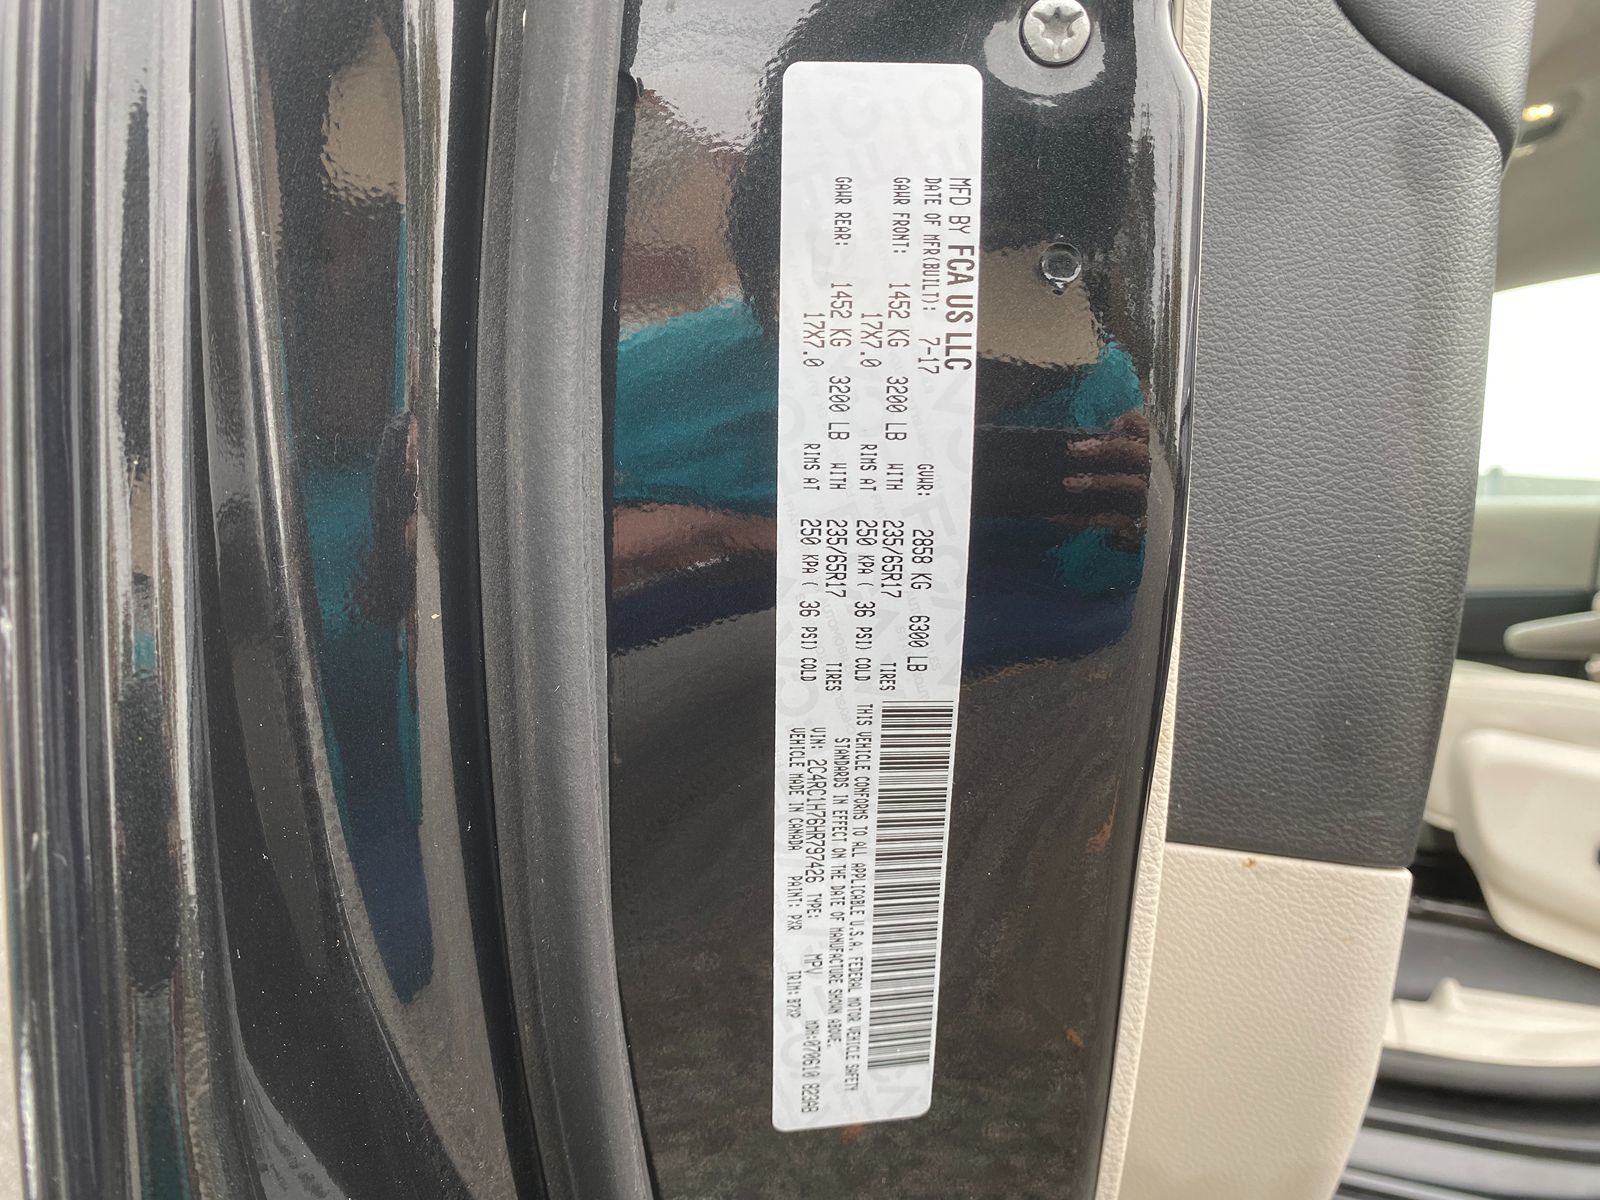 MFD BY FCA US LLC
DATE OF MFR(BUILT): 7-17 GVWR: 2858 KG 6300 LB
GAWR FRONT: 1452 KG 3200 LB WITH 235/65R17 TIRES
17X7.0 RIMS AT 250 KPA ( 36 PSI) COLD
GAWR REAR: 1452 KG 3200 LB WITH 235/65R17 TIRES
17X7.0 RIMS AT 250 KPA ( 36 PSI) COLD
THIS VEHICLE CONFORMS TO ALL APPLICABLE U.S.A. FEDERAL MOTOR VEHICLE SAFETY
STANDARDS IN EFFECT ON THE DATE OF MANUFACTURE SHOWN ABOVE.
VIN: 2C4RC1H76HR797426 TYPE: MPV MDH:070610 823AB
VEHICLE MADE IN CANADA PAINT: PXR TRIM: B7XP